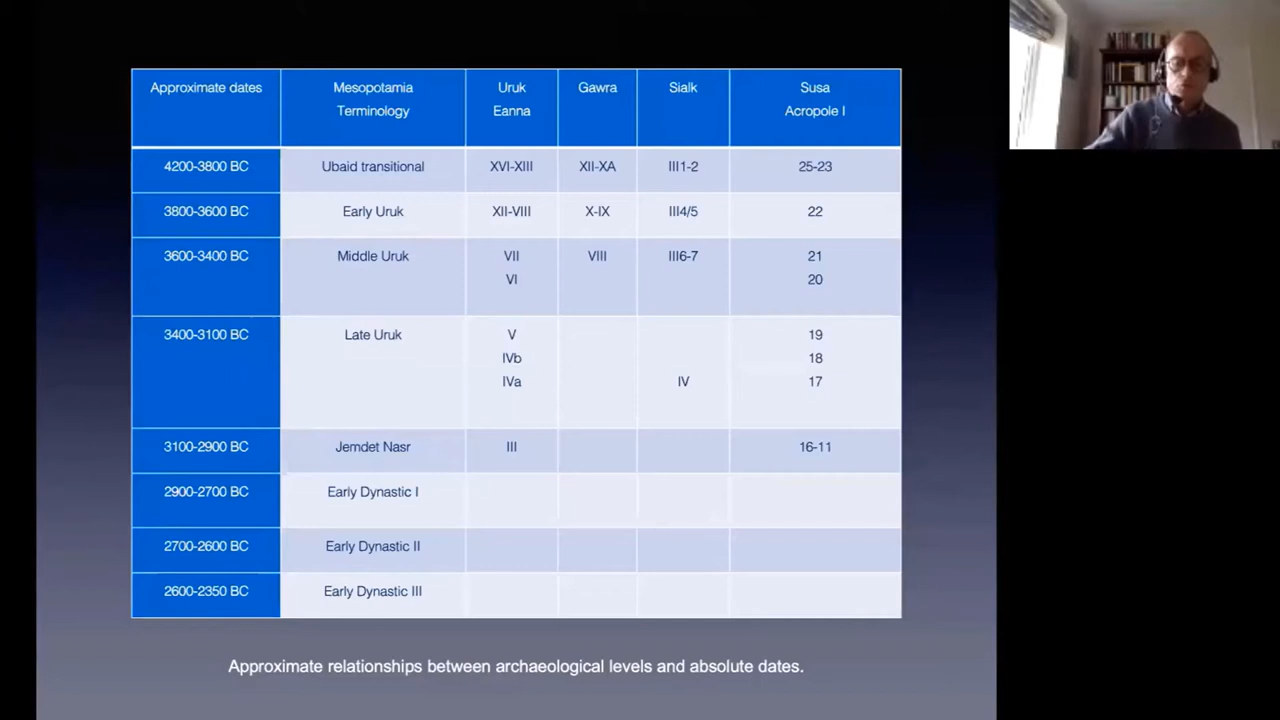 Approximate dates
Mesopotamia
Terminology
Uruk
Eanna
Gawra
Sialk
Susa
Acropole I
4200-3800 BC
Ubaid transitional
XVI-XIII
XII-XA
III1-2
25-23
3800-3600 BC
Early Uruk
XII-VIII
X-IX
III4/5
22
3600-3400 BC
Middle Uruk
VII
VI
VIII
III6-7
21
20
3400-3100 BC
Late Uruk
V
IVb
IVa
IV
19
18
17
3100-2900 BC
Jemdet Nasr
III
16-11
2900-2700 BC
Early Dynastic I
2700-2600 BC
Early Dynastic II
2600-2350 BC
Early Dynastic III
Approximate relationships between archaeological levels and absolute dates.